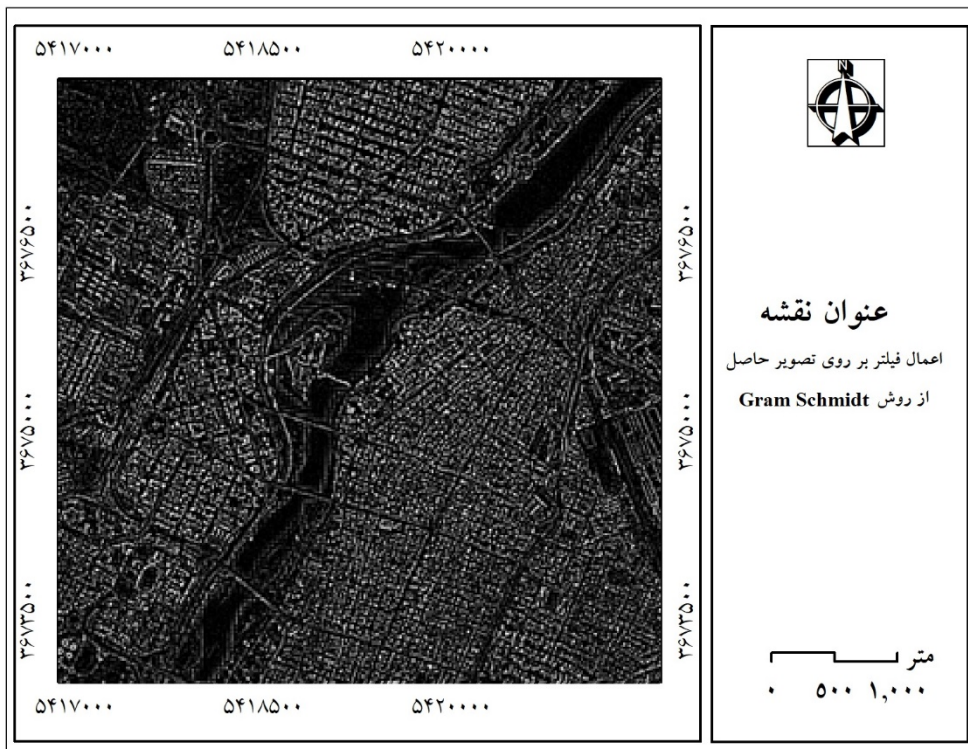 ۵۴۱۷۰۰۰ ۵۴۱۸۵۰۰ ۵۴۲۰۰۰۰
N
۳۶۷۶۵۰۰ ۳۶۷۶۵۰۰
عنوان نقشه
اعمال فیلتر بر روی تصویر حاصل
از روش Gram Schmidt
۳۶۷۵۰۰۰ ۳۶۷۵۰۰۰
۳۶۷۳۵۰۰ ۳۶۷۳۵۰۰
متر
۰ ۵۰۰ ۱,۰۰۰
۵۴۱۷۰۰۰ ۵۴۱۸۵۰۰ ۵۴۲۰۰۰۰